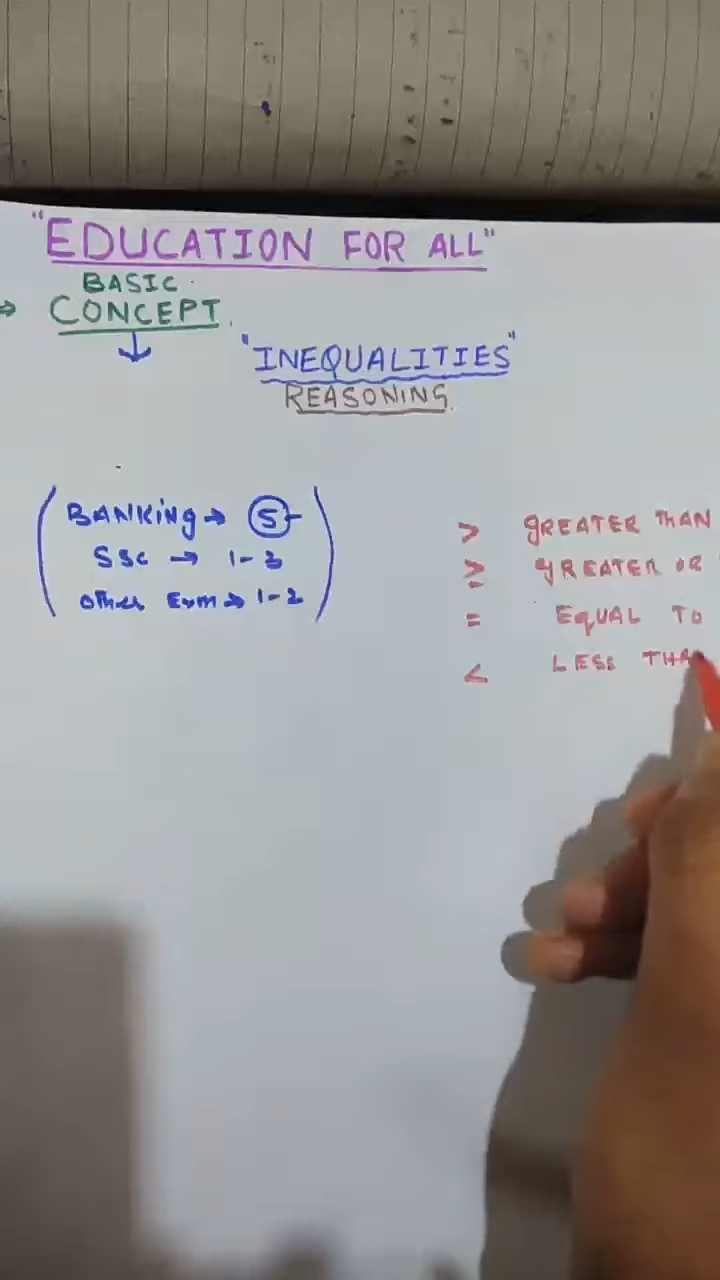 "EDUCATION FOR ALL"
BASIC
→ CONCEPT
↓
"INEQUALITIES"
REASONING
BANKING → 5
SSC → 1-3
Other Exm → 1-2
> GREATER THAN
≥ GREATER OR
= EQUAL TO
< LESS THA